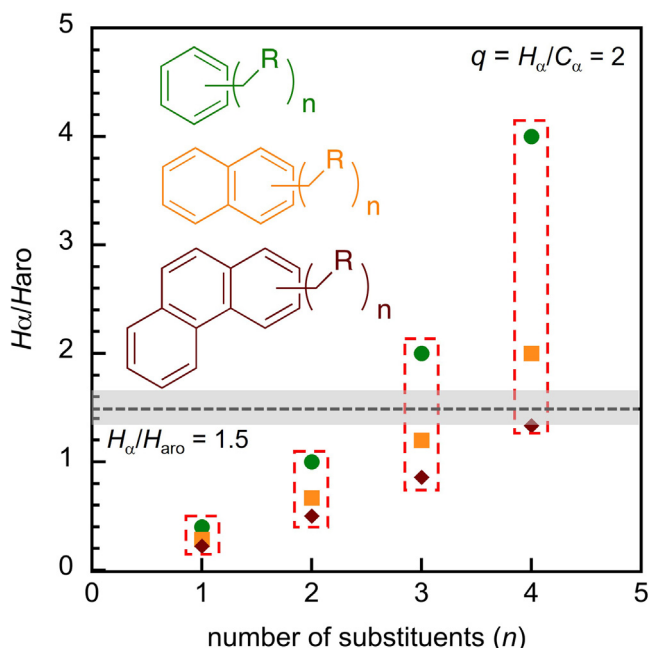 5
q = Hα/Cα = 2
R
n
4
R
n
3
R
n
Hα/Haro
2
Hα/Haro = 1.5
1
0
0
1
2
3
4
5
number of substituents (n)